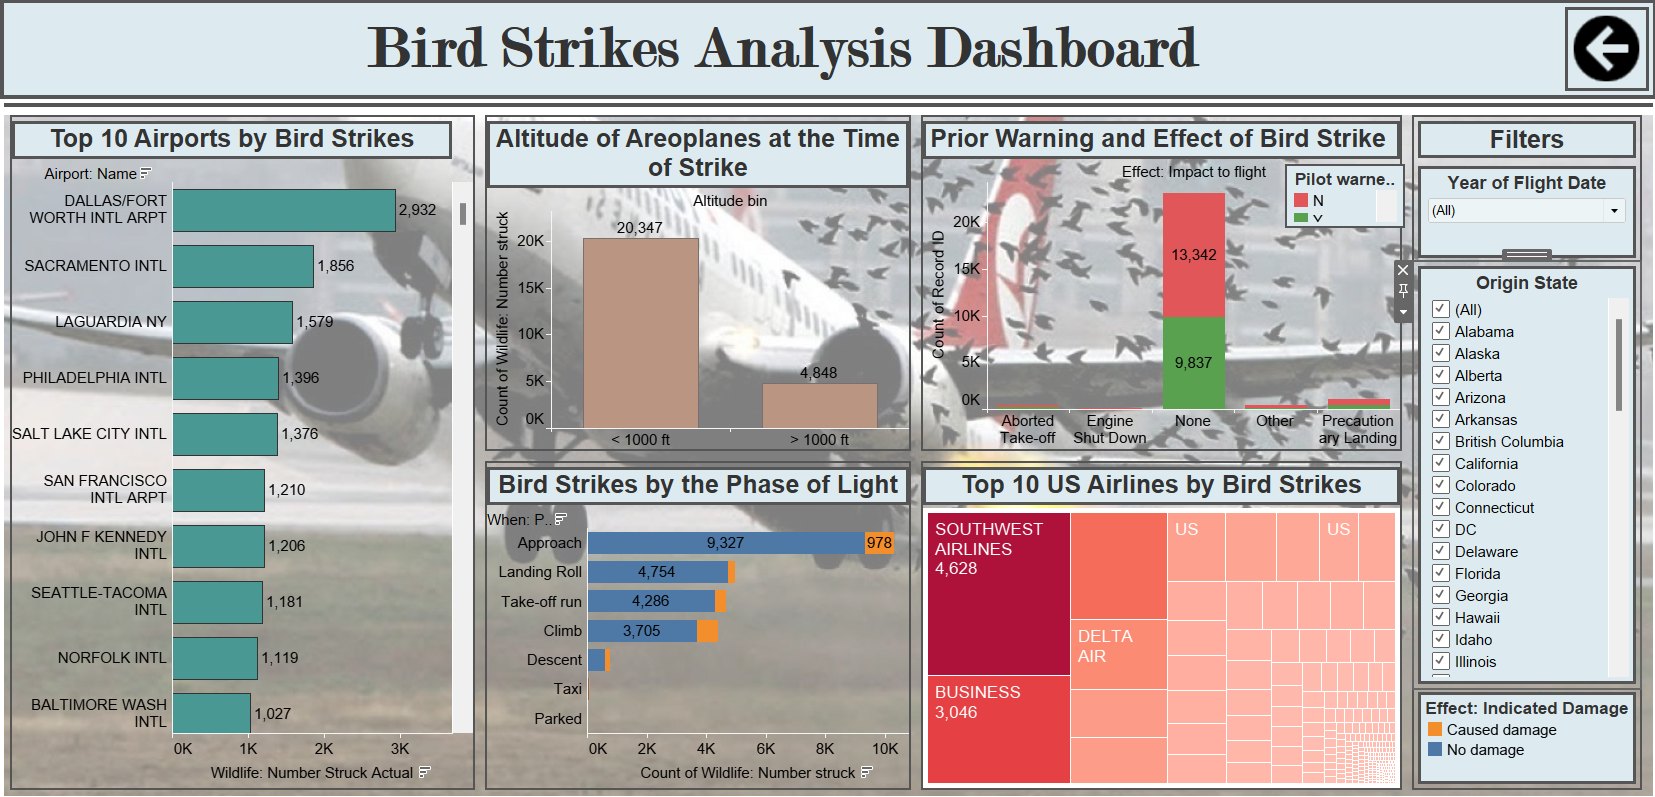 Bird Strikes Analysis Dashboard
Top 10 Airports by Bird Strikes
Airport: Name
DALLAS/FORT
WORTH INTL ARPT
2,932
SACRAMENTO INTL
1,856
LAGUARDIA NY
1,579
PHILADELPHIA INTL
1,396
SALT LAKE CITY INTL
1,376
SAN FRANCISCO
INTL ARPT
1,210
JOHN F KENNEDY
INTL
1,206
SEATTLE-TACOMA
INTL
1,181
NORFOLK INTL
1,119
BALTIMORE WASH
INTL
1,027
0K 1K 2K 3K
Wildlife: Number Struck Actual
Altitude of Areoplanes at the Time
of Strike
Altitude bin
Count of Wildlife: Number struck
20K
15K
10K
5K
0K
20,347
4,848
< 1000 ft > 1000 ft
Bird Strikes by the Phase of Light
When: P..
Approach 9,327 978
Landing Roll 4,754
Take-off run 4,286
Climb 3,705
Descent
Taxi
Parked
0K 2K 4K 6K 8K 10K
Count of Wildlife: Number struck
Prior Warning and Effect of Bird Strike
Effect: Impact to flight
Pilot warne..
N
Y
Count of Record ID
20K
15K
10K
5K
0K
13,342
9,837
Aborted
Take-off
Engine
Shut Down
None
Other
Precaution
ary Landing
Top 10 US Airlines by Bird Strikes
SOUTHWEST
AIRLINES
4,628
BUSINESS
3,046
DELTA
AIR
US
US
Filters
Year of Flight Date
(All)
Origin State
(All)
Alabama
Alaska
Alberta
Arizona
Arkansas
British Columbia
California
Colorado
Connecticut
DC
Delaware
Florida
Georgia
Hawaii
Idaho
Illinois
Effect: Indicated Damage
Caused damage
No damage